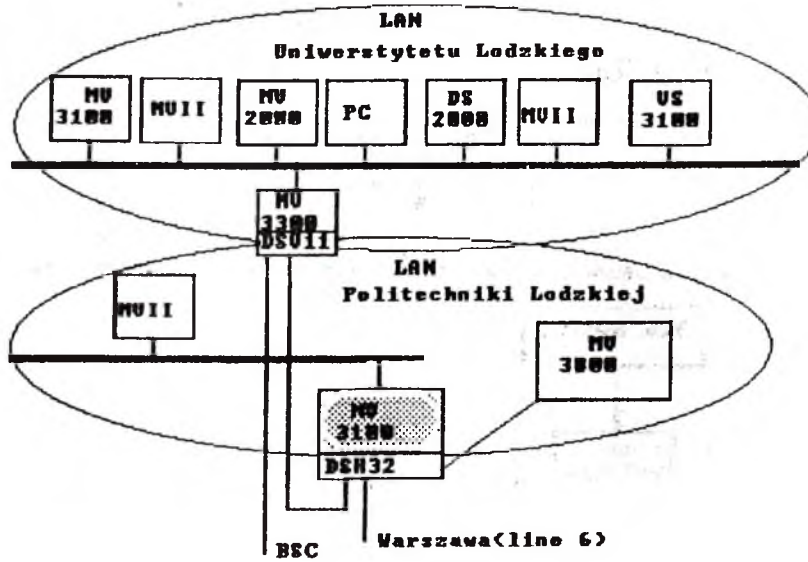 LAN
Uniwerstytetu Lodzkiego
MV
3100
MVII
MV
2000
PC
DS
2000
MVII
VS
3100
MV
3300
DSV11
LAN
Politechniki Lodzkiej
MVII
MV
3800
MV
3100
DSH32
BSC
Warszawa(line 6)